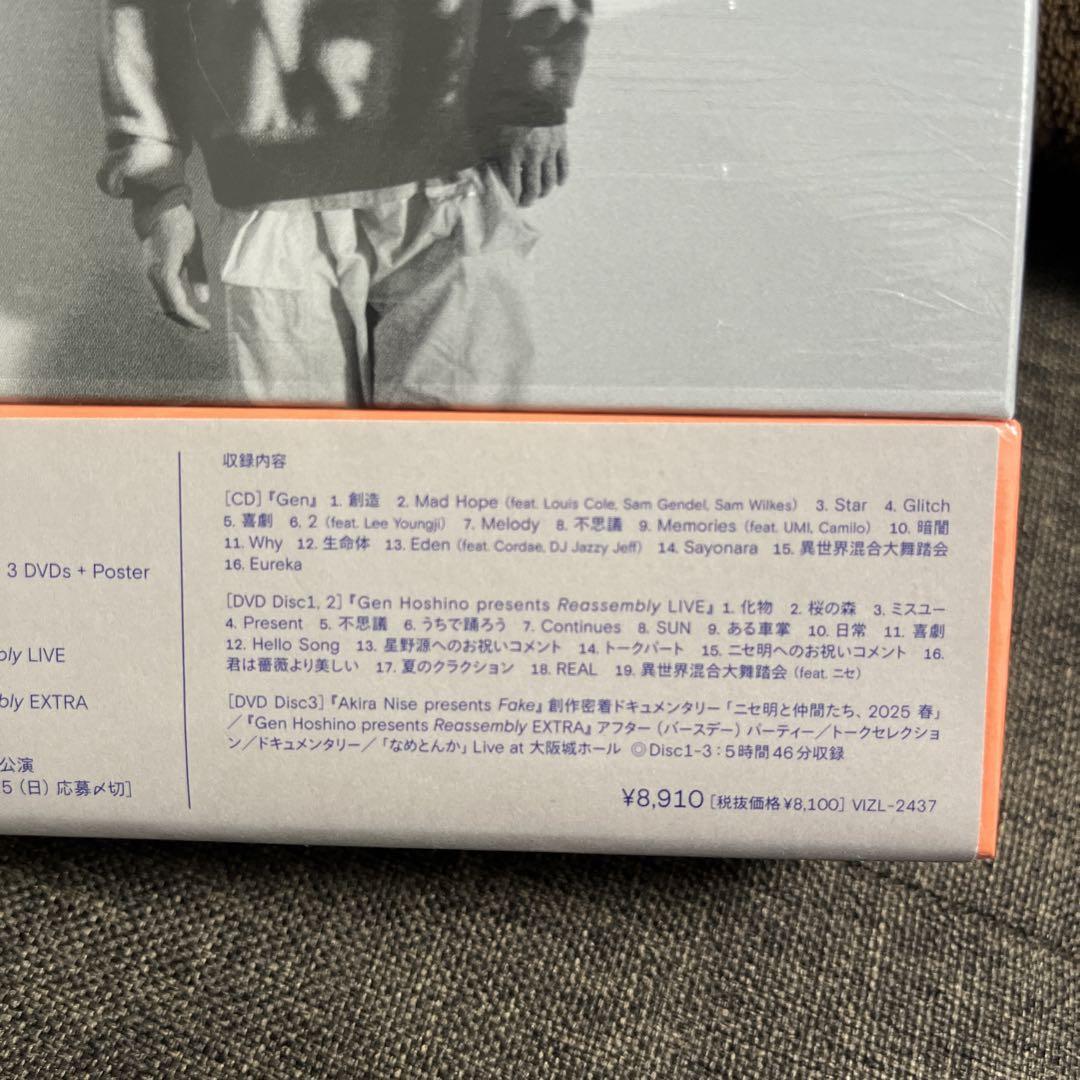 3 DVDs + Poster
bly LIVE
bly EXTRA
公演
5（日）応募〆切]
収録内容
[CD]『Gen』 1. 創造 2. Mad Hope (feat. Louis Cole, Sam Gendel, Sam Wilkes) 3. Star 4. Glitch
5. 喜劇 6. 2 (feat. Lee Youngji) 7. Melody 8. 不思議 9. Memories (feat. UMI, Camilo) 10. 暗闇
11. Why 12. 生命体 13. Eden (feat. Cordae, DJ Jazzy Jeff) 14. Sayonara 15. 異世界混合大舞踏会
16. Eureka
[DVD Disc1, 2]『Gen Hoshino presents Reassembly LIVE』 1. 化物 2. 桜の森 3. ミスユー
4. Present 5. 不思議 6. うちで踊ろう 7. Continues 8. SUN 9. ある車掌 10. 日常 11. 喜劇
12. Hello Song 13. 星野源へのお祝いコメント 14. トークパート 15. ニセ明へのお祝いコメント 16.
君は薔薇より美しい 17. 夏のクラクション 18. REAL 19. 異世界混合大舞踏会 (feat. ニセ)
[DVD Disc3]『Akira Nise presents Fake』創作密着ドキュメンタリー「ニセ明と仲間たち、2025 春」
／『Gen Hoshino presents Reassembly EXTRA』アフター（バースデー）パーティー／トークセレクショ
ン／ドキュメンタリー／「なめとんか」Live at 大阪城ホール ◎Disc1-3：5時間46分収録
¥8,910 [税抜価格¥8,100] VIZL-2437